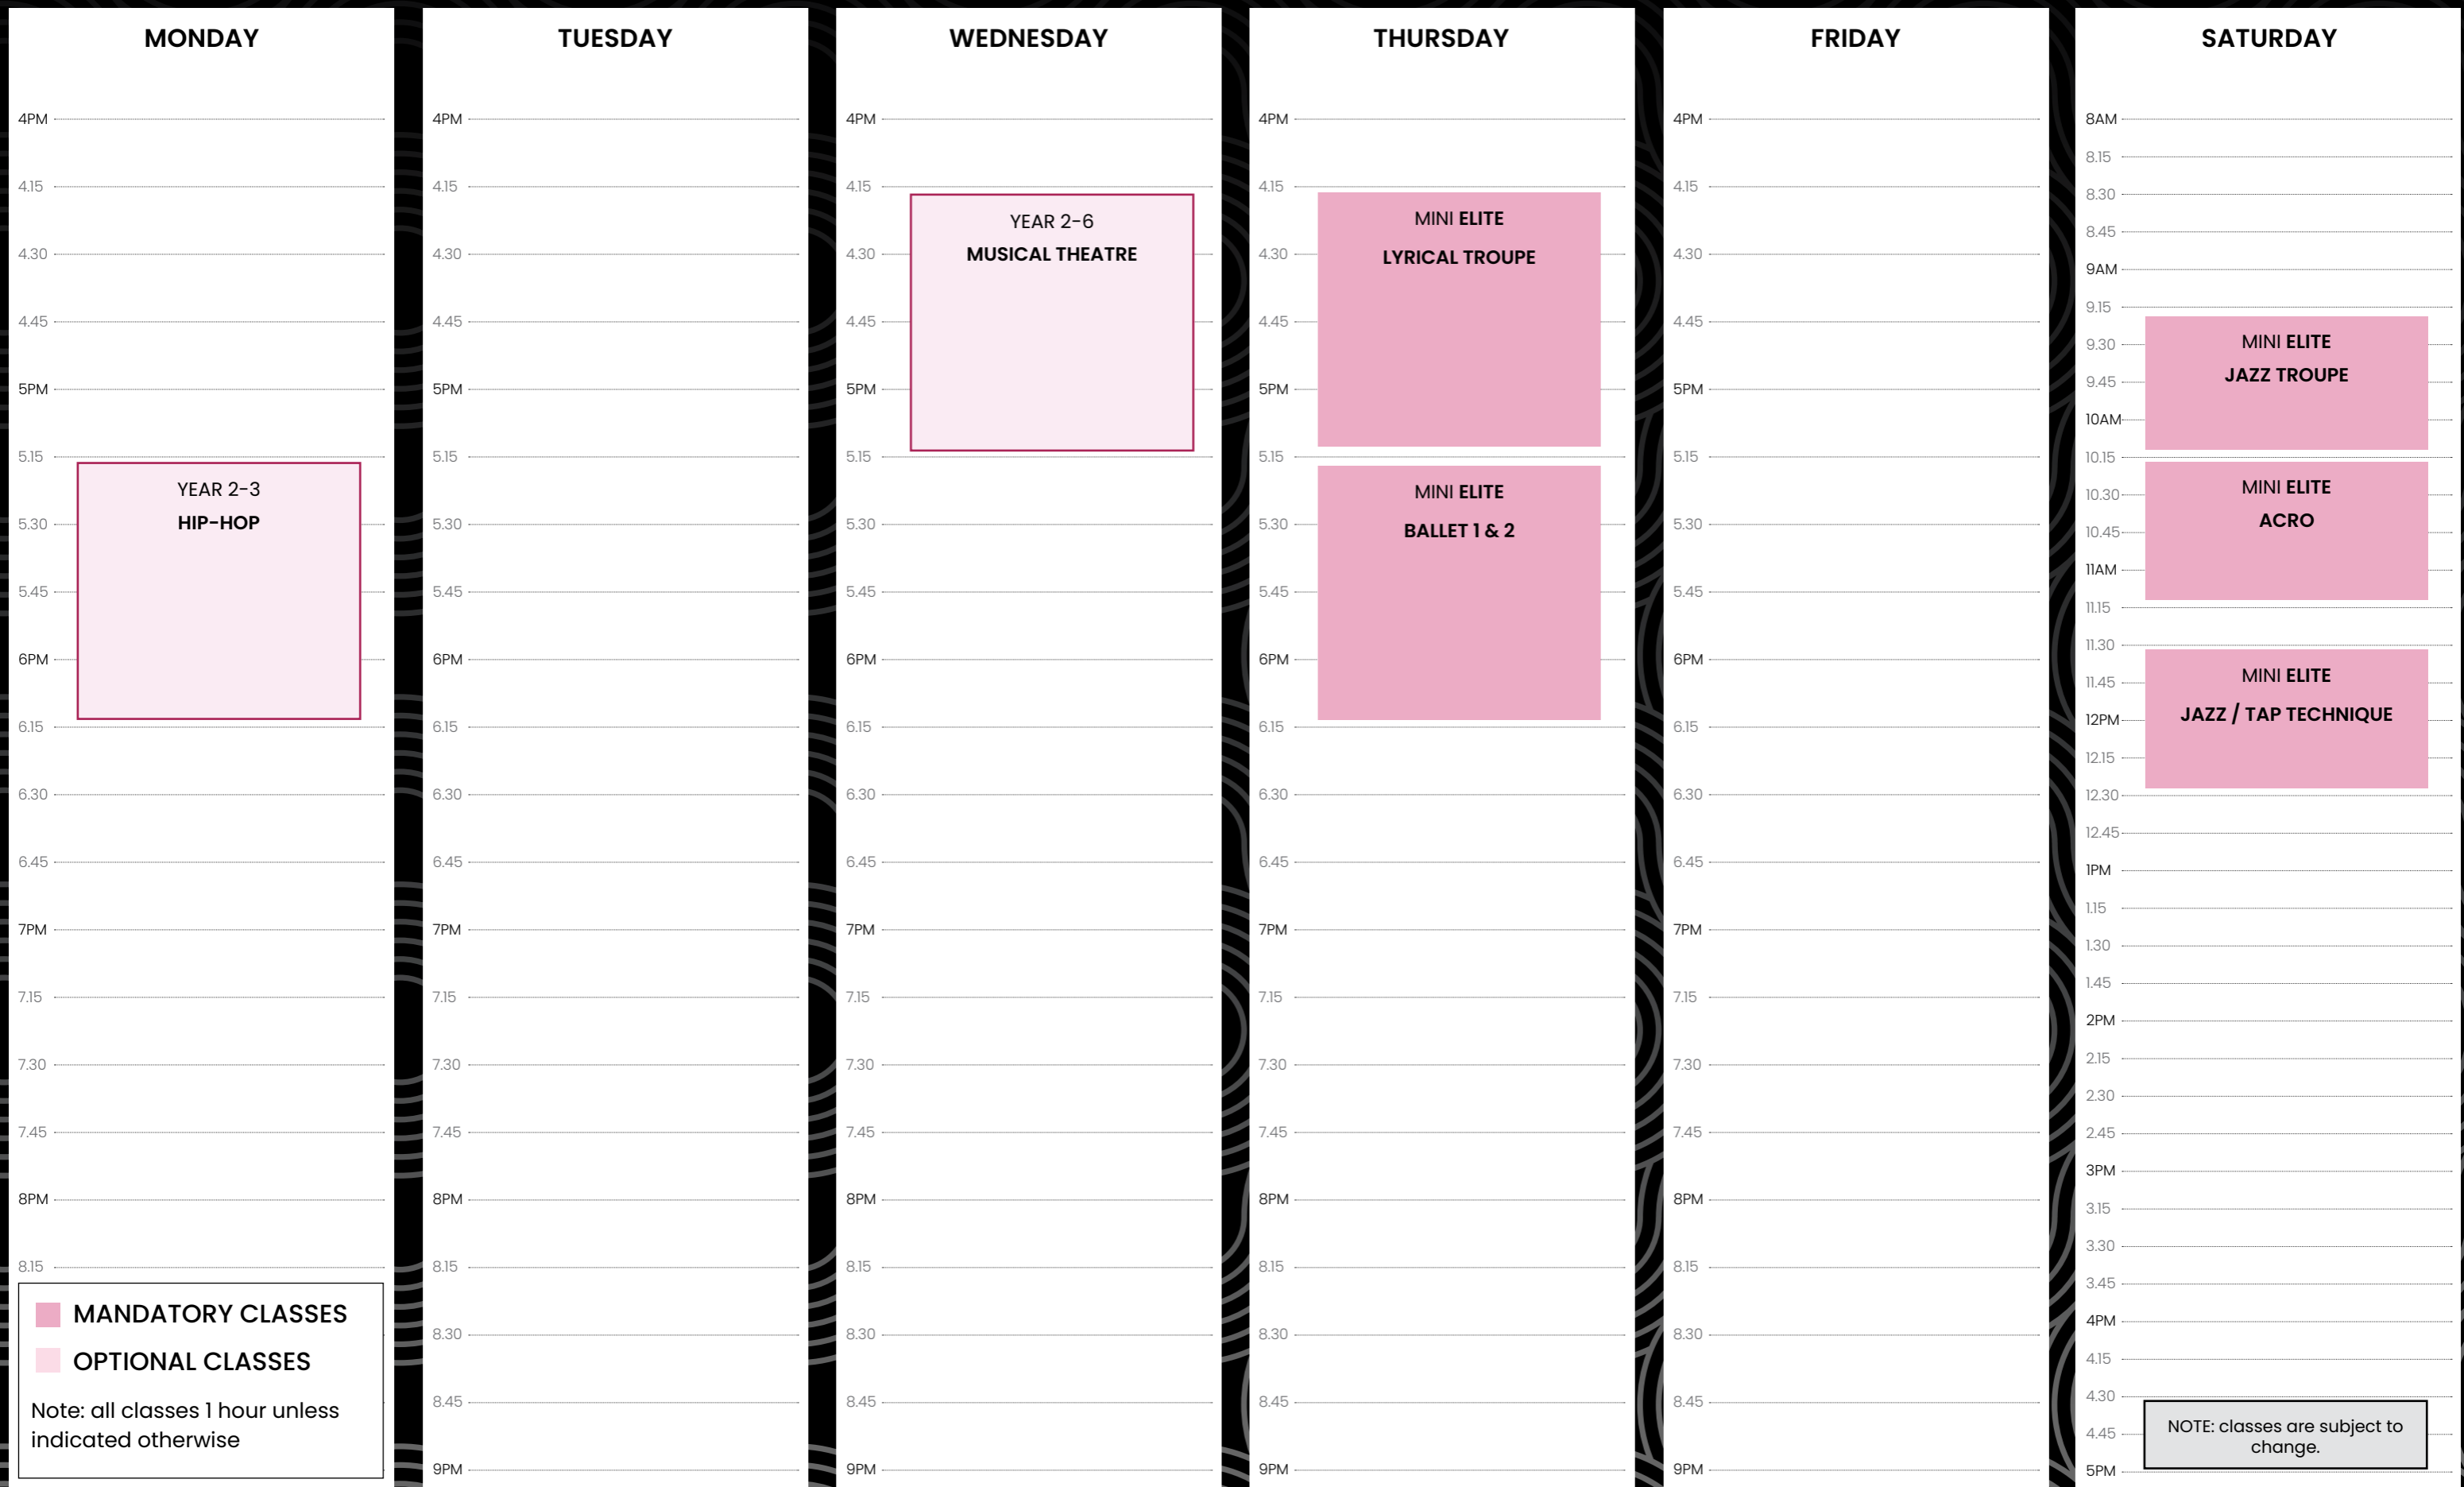 MONDAY
4PM
4.15
4.30
4.45
5PM
5.15
YEAR 2-3
HIP-HOP
5.30
5.45
6PM
6.15
6.30
6.45
7PM
7.15
7.30
7.45
8PM
8.15
MANDATORY CLASSES
OPTIONAL CLASSES
Note: all classes 1 hour unless
indicated otherwise
TUESDAY
4PM
4.15
4.30
4.45
5PM
5.15
5.30
5.45
6PM
6.15
6.30
6.45
7PM
7.15
7.30
7.45
8PM
8.15
8.30
8.45
9PM
WEDNESDAY
4PM
4.15
YEAR 2-6
MUSICAL THEATRE
4.30
4.45
5PM
5.15
5.30
5.45
6PM
6.15
6.30
6.45
7PM
7.15
7.30
7.45
8PM
8.15
8.30
8.45
9PM
THURSDAY
4PM
4.15
MINI ELITE
LYRICAL TROUPE
4.30
4.45
5PM
5.15
MINI ELITE
BALLET 1 & 2
5.30
5.45
6PM
6.15
6.30
6.45
7PM
7.15
7.30
7.45
8PM
8.15
8.30
8.45
9PM
FRIDAY
4PM
4.15
4.30
4.45
5PM
5.15
5.30
5.45
6PM
6.15
6.30
6.45
7PM
7.15
7.30
7.45
8PM
8.15
8.30
8.45
9PM
SATURDAY
8AM
8.15
8.30
8.45
9AM
9.15
MINI ELITE
9.30
JAZZ TROUPE
9.45
10AM
10.15
MINI ELITE
10.30
ACRO
10.45
11AM
11.15
11.30
MINI ELITE
11.45
JAZZ / TAP TECHNIQUE
12PM
12.15
12.30
12.45
1PM
1.15
1.30
1.45
2PM
2.15
2.30
2.45
3PM
3.15
3.30
3.45
4PM
4.15
4.30
NOTE: classes are subject to
4.45
change.
5PM